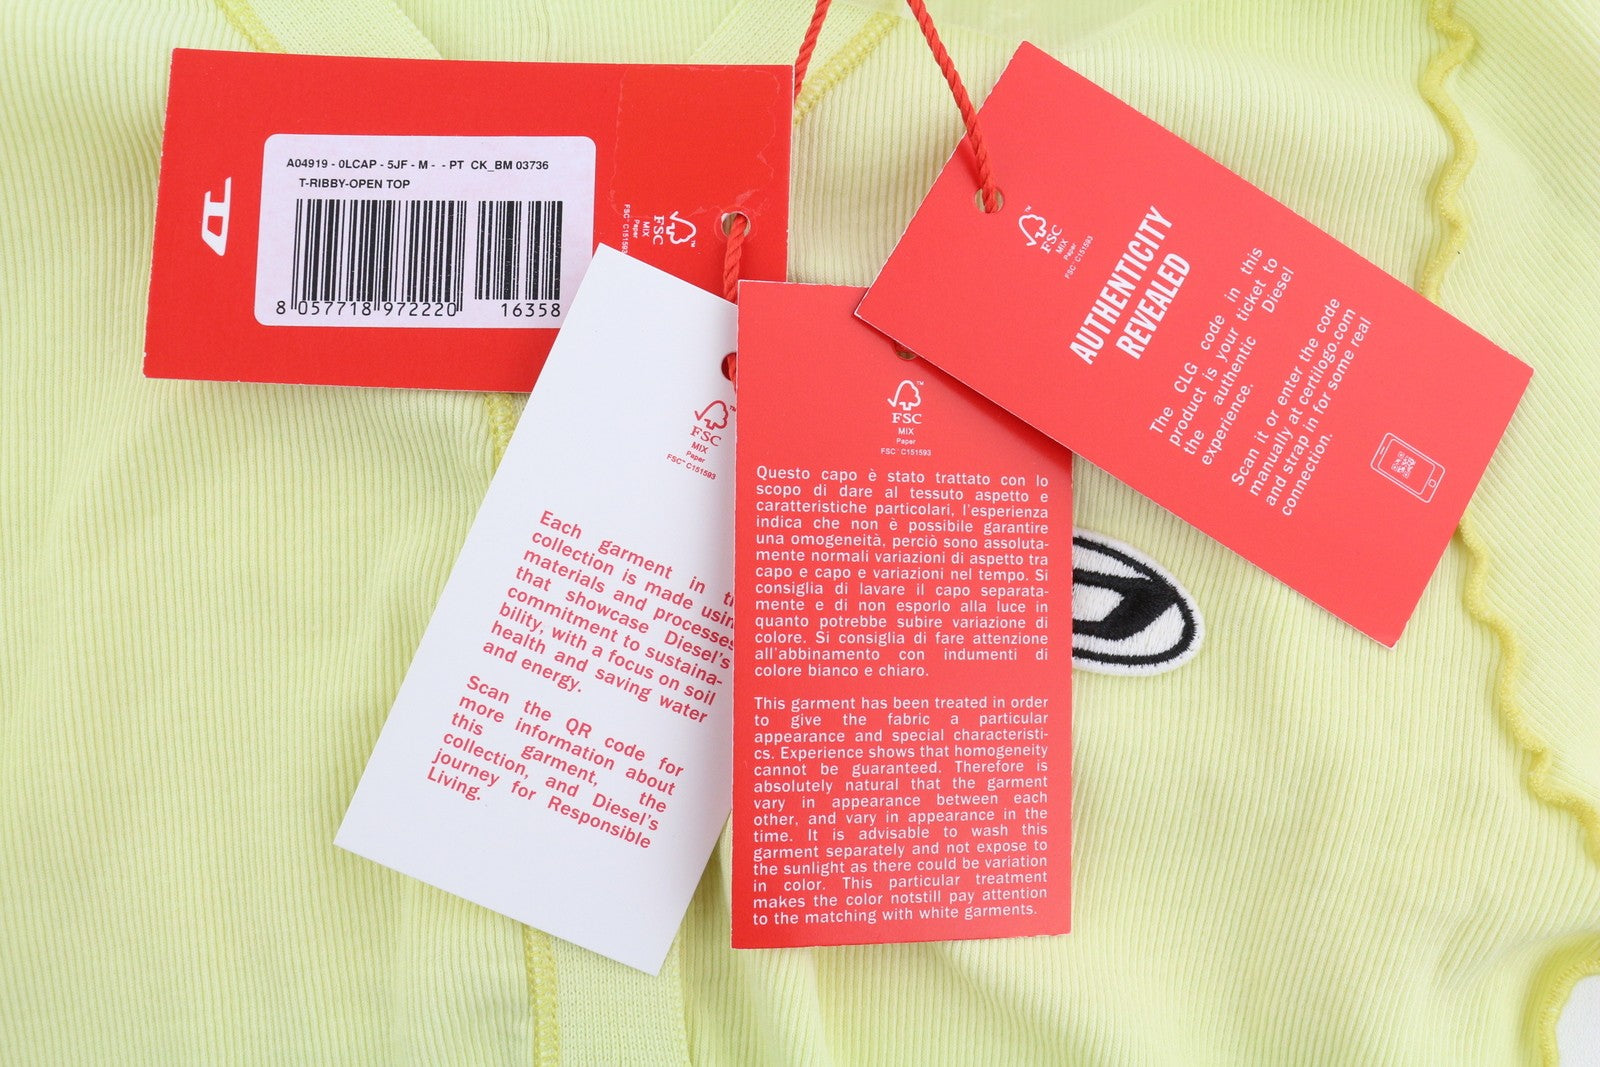 A04919 - 0LCAP - 5JF - M - - PT CK_BM 03736
T-RIBBY-OPEN TOP
8 057718 972220 16358
FSC
MIX
Paper
FSC™ C151593
FSC
MIX
Paper
FSC™ C151593
Each garment in
collection is made
materials and processes
that showcase Diesel's
commitment to sustaina-
bility, with a focus on soil
health and saving water
and energy.
Scan the QR code for
more information about
this garment, the
collection, and Diesel's
journey for Responsible
Living.
FSC
MIX
Paper
FSC™ C151593
Questo capo è stato trattato con lo
scopo di dare al tessuto aspetto e
caratteristiche particolari, l'esperienza
indica che non è possibile garantire
una omogeneità, perciò sono assoluta-
mente normali variazioni di aspetto tra
capo e capo e variazioni nel tempo. Si
consiglia di lavare il capo separata-
mente e di non esporlo alla luce in
quanto potrebbe subire variazione di
colore. Si consiglia di fare attenzione
all'abbinamento con indumenti di
colore bianco e chiaro.
This garment has been treated in order
to give the fabric a particular
appearance and special characteristi-
cs. Experience shows that homogeneity
cannot be guaranteed. Therefore is
absolutely natural that the garment
vary in appearance between each
other, and vary in appearance in the
time. It is advisable to wash this
garment separately and not expose to
the sunlight as there could be variation
in color. This particular treatment
makes the color notstill pay attention
to the matching with white garments.
FSC
MIX
Paper
FSC™ C151593
AUTHENTICITY
REVEALED
The CLG code in this
product is your ticket to
the authentic Diesel
experience.
Scan it or enter the code
manually at certilogo.com
and strap in for some real
connection.